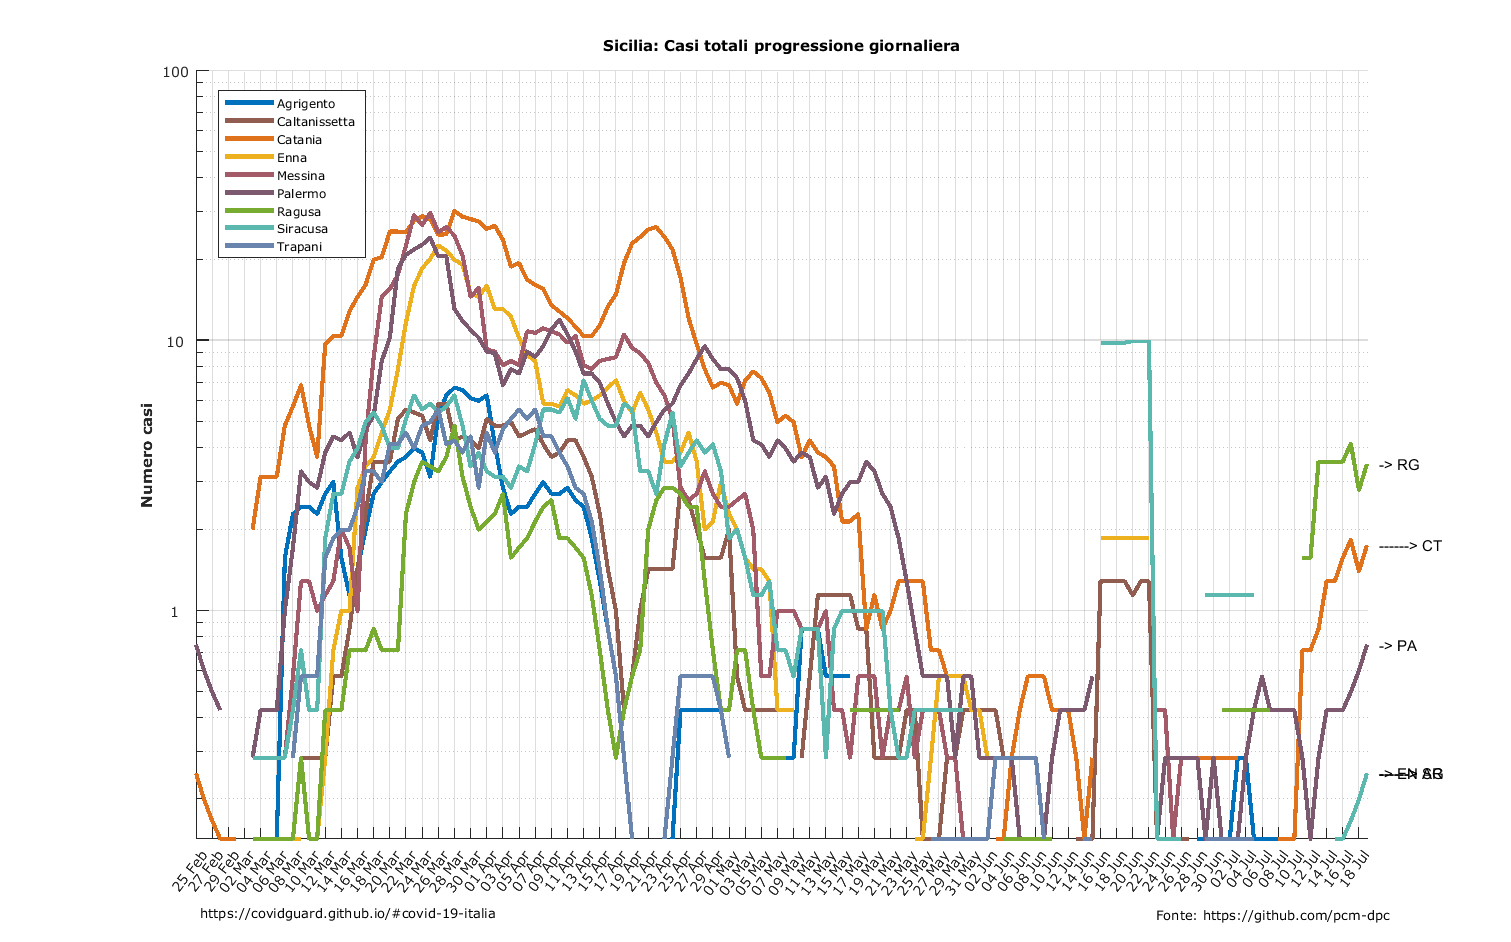 Sicilia: Casi totali progressione giornaliera
100
10
1
Numero casi
Agrigento
Caltanissetta
Catania
Enna
Messina
Palermo
Ragusa
Siracusa
Trapani
-> RG
------> CT
-> PA
25 Feb
27 Feb
29 Feb
02 Mar
04 Mar
06 Mar
08 Mar
10 Mar
12 Mar
14 Mar
16 Mar
18 Mar
20 Mar
22 Mar
24 Mar
26 Mar
28 Mar
30 Mar
01 Apr
03 Apr
05 Apr
07 Apr
09 Apr
11 Apr
13 Apr
15 Apr
17 Apr
19 Apr
21 Apr
23 Apr
25 Apr
27 Apr
29 Apr
01 May
03 May
05 May
07 May
09 May
11 May
13 May
15 May
17 May
19 May
21 May
23 May
25 May
27 May
29 May
31 May
02 Jun
04 Jun
06 Jun
08 Jun
10 Jun
12 Jun
14 Jun
16 Jun
18 Jun
20 Jun
22 Jun
24 Jun
26 Jun
28 Jun
30 Jun
02 Jul
04 Jul
06 Jul
08 Jul
10 Jul
12 Jul
14 Jul
16 Jul
18 Jul
https://covidguard.github.io/#covid-19-italia
Fonte: https://github.com/pcm-dpc